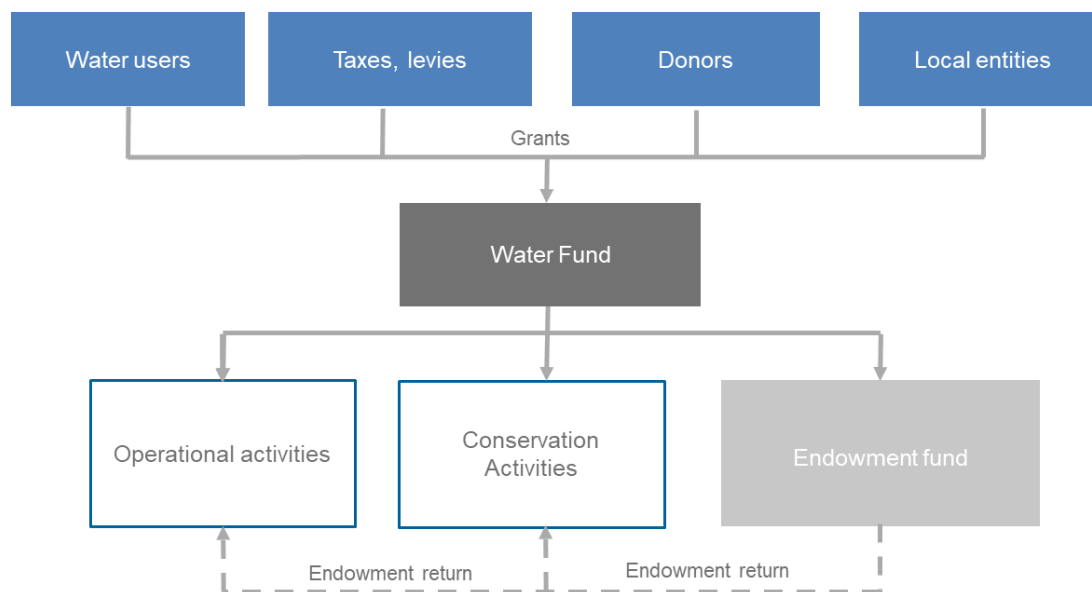 Water users
Taxes, levies
Donors
Local entities
Grants
Water Fund
Operational activities
Conservation
Activities
Endowment fund
Endowment return
Endowment return